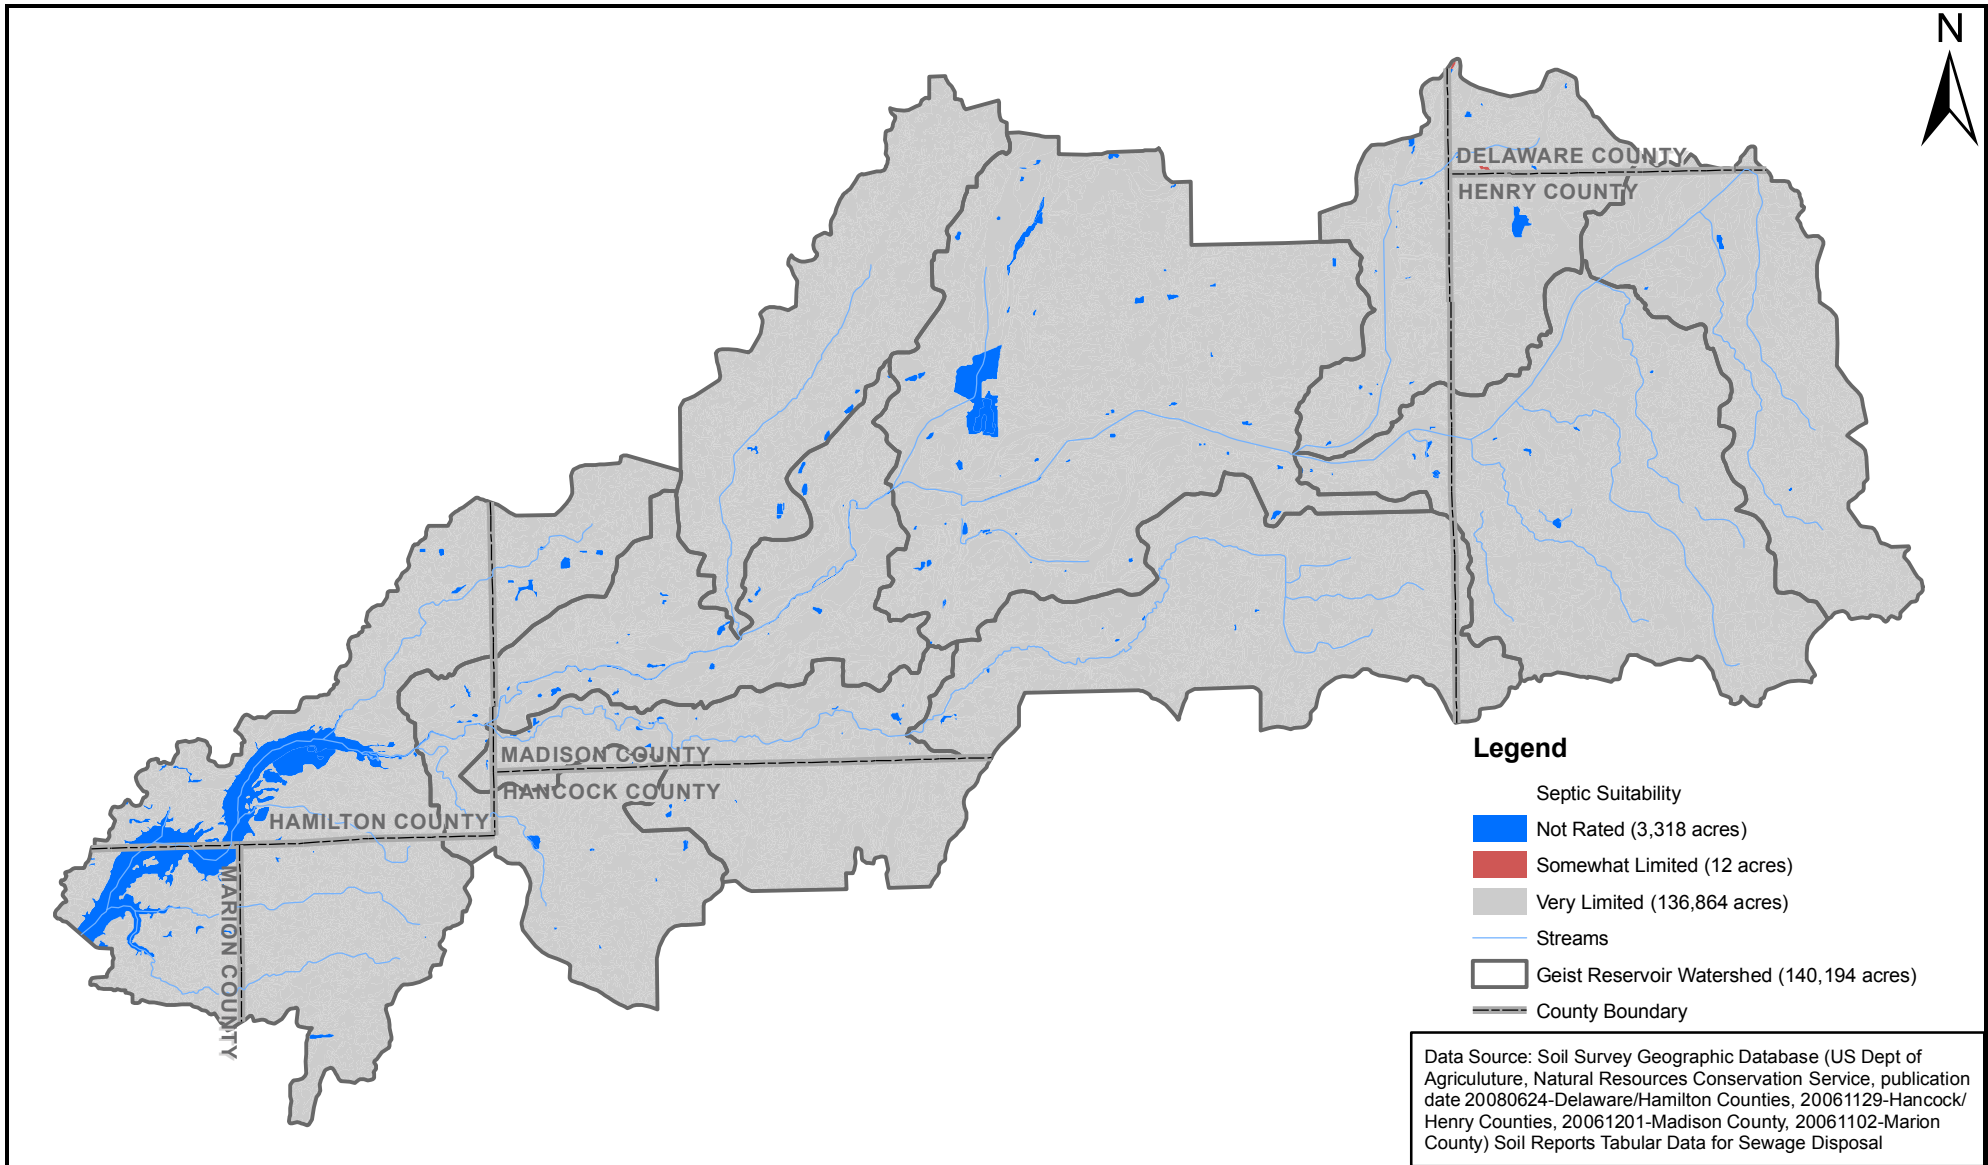 N
DELAWARE COUNTY
HENRY COUNTY
MADISON COUNTY
HANCOCK COUNTY
HAMILTON COUNTY
MARION COUNTY
Legend
Septic Suitability
Not Rated (3,318 acres)
Somewhat Limited (12 acres)
Very Limited (136,864 acres)
Streams
Geist Reservoir Watershed (140,194 acres)
County Boundary
Data Source: Soil Survey Geographic Database (US Dept of
Agriculuture, Natural Resources Conservation Service, publication
date 20080624-Delaware/Hamilton Counties, 20061129-Hancock/
Henry Counties, 20061201-Madison County, 20061102-Marion
County) Soil Reports Tabular Data for Sewage Disposal